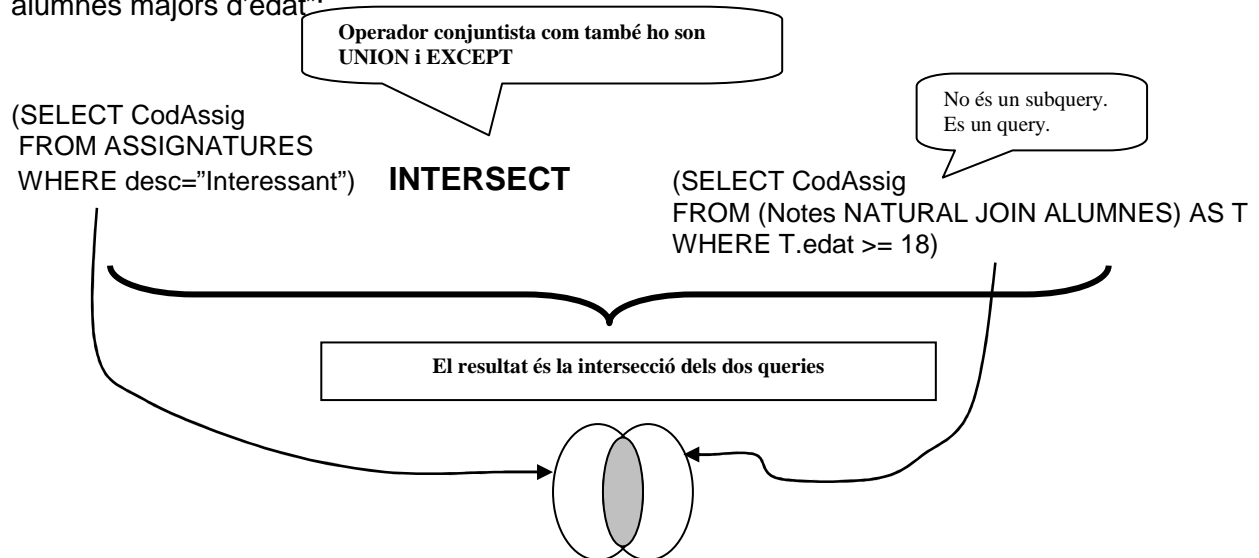 alumnes majors d'edat":
Operador conjuntista com també ho son
UNION i EXCEPT
No és un subquery.
Es un query.
(SELECT CodAssig
FROM ASSIGNATURES
WHERE desc=”Interessant”)
INTERSECT
(SELECT CodAssig
FROM (Notes NATURAL JOIN ALUMNES) AS T
WHERE T.edat >= 18)
El resultat és la intersecció dels dos queries